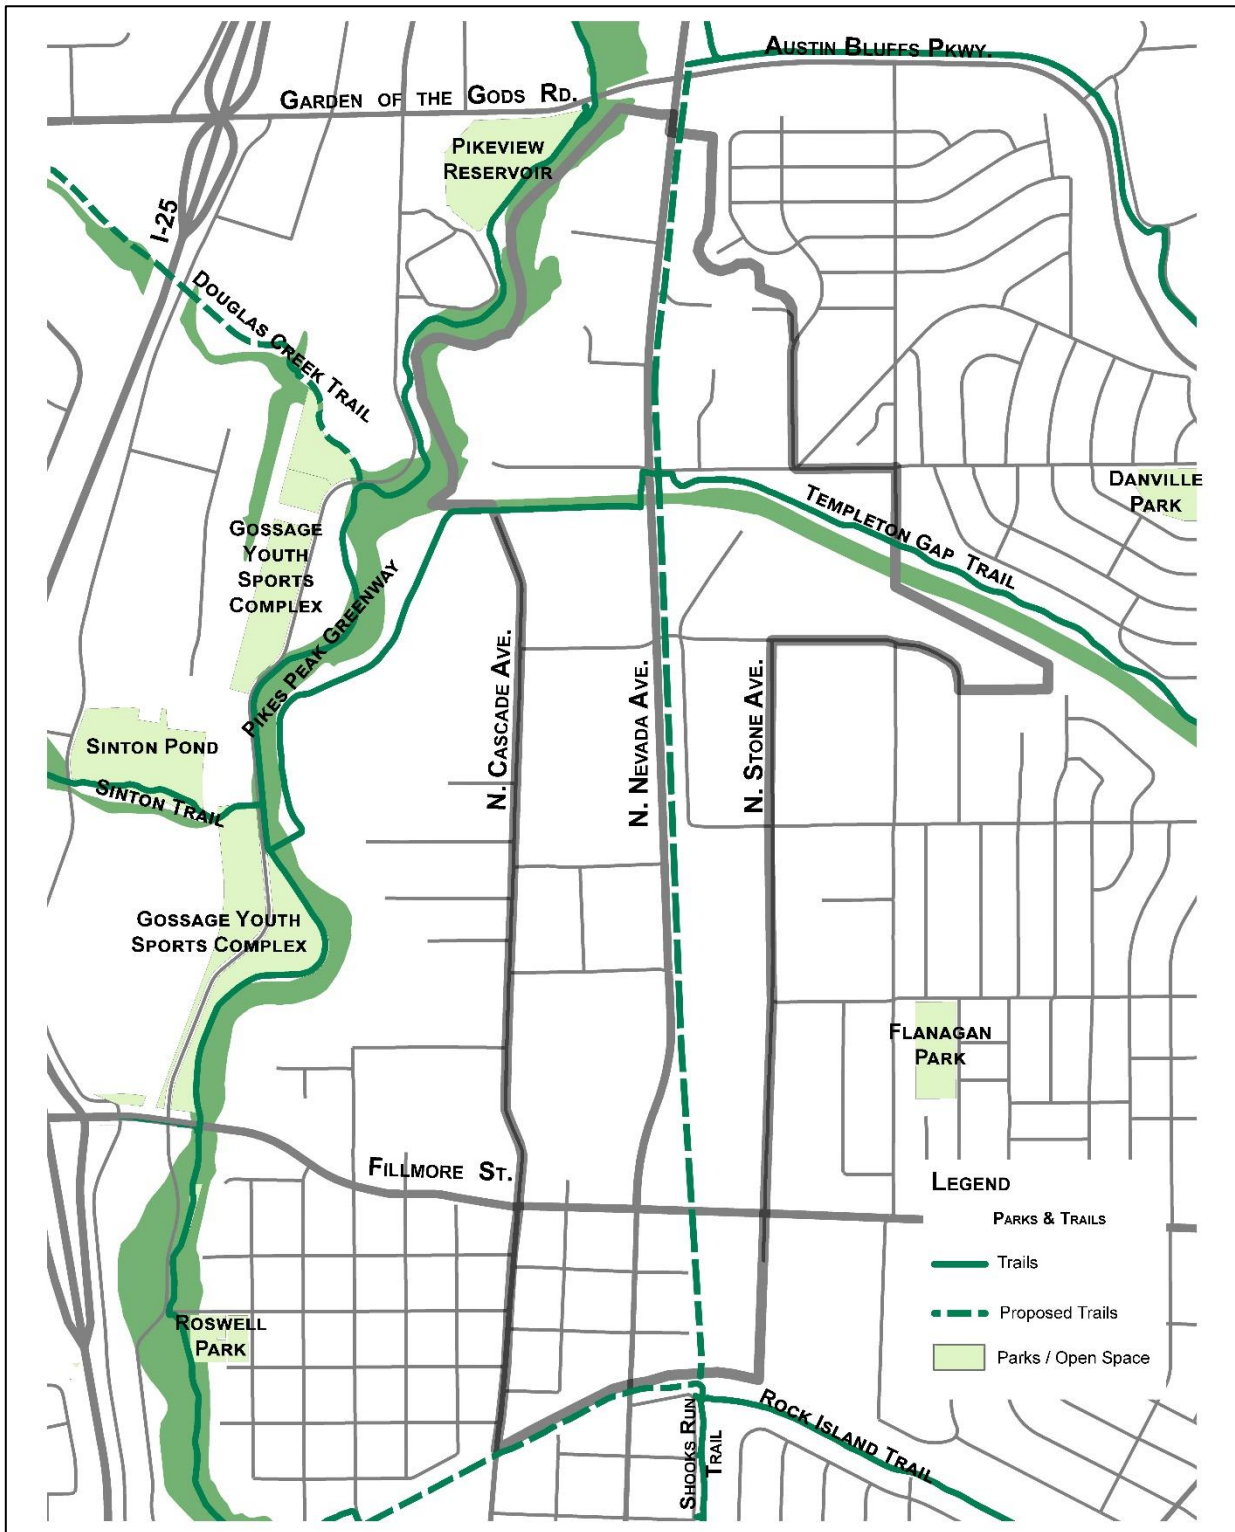 AUSTIN BLUFFS PKWY.
GARDEN OF THE GODS RD.
PIKEVIEW
RESERVOIR
I-25
DOUGLAS CREEK TRAIL
DANVILLE
PARK
TEMPLETON GAP TRAIL
GOSSAGE
YOUTH
SPORTS
COMPLEX
PIKES PEAK GREENWAY
N. CASCADE AVE.
N. NEVADA AVE.
N. STONE AVE.
SINTON POND
SINTON TRAIL
GOSSAGE YOUTH
SPORTS COMPLEX
FLANAGAN
PARK
FILLMORE ST.
LEGEND
PARKS & TRAILS
Trails
Proposed Trails
Parks / Open Space
ROSWELL
PARK
SHOOKS RUN
TRAIL
ROCK ISLAND TRAIL